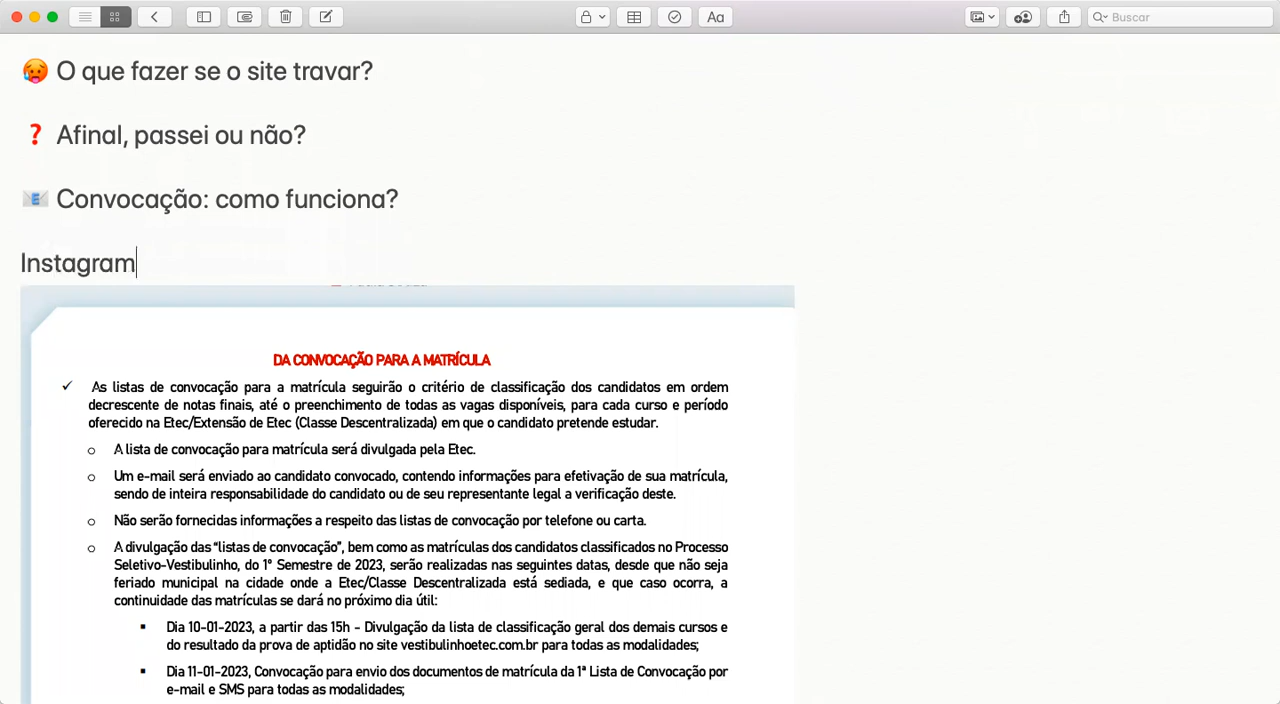 Aa
Buscar
🥵 O que fazer se o site travar?
❓ Afinal, passei ou não?
📧 Convocação: como funciona?
Instagram
DA CONVOCAÇÃO PARA A MATRÍCULA
✓ As listas de convocação para a matrícula seguirão o critério de classificação dos candidatos em ordem
decrescente de notas finais, até o preenchimento de todas as vagas disponíveis, para cada curso e período
oferecido na Etec/Extensão de Etec (Classe Descentralizada) em que o candidato pretende estudar.
o A lista de convocação para matrícula será divulgada pela Etec.
o Um e-mail será enviado ao candidato convocado, contendo informações para efetivação de sua matrícula,
sendo de inteira responsabilidade do candidato ou de seu representante legal a verificação deste.
o Não serão fornecidas informações a respeito das listas de convocação por telefone ou carta.
o A divulgação das “listas de convocação”, bem como as matrículas dos candidatos classificados no Processo
Seletivo-Vestibulinho, do 1º Semestre de 2023, serão realizadas nas seguintes datas, desde que não seja
feriado municipal na cidade onde a Etec/Classe Descentralizada está sediada, e que caso ocorra, a
continuidade das matrículas se dará no próximo dia útil:
▪ Dia 10-01-2023, a partir das 15h - Divulgação da lista de classificação geral dos demais cursos e
do resultado da prova de aptidão no site vestibulinhoetec.com.br para todas as modalidades;
▪ Dia 11-01-2023, Convocação para envio dos documentos de matrícula da 1ª Lista de Convocação por
e-mail e SMS para todas as modalidades;